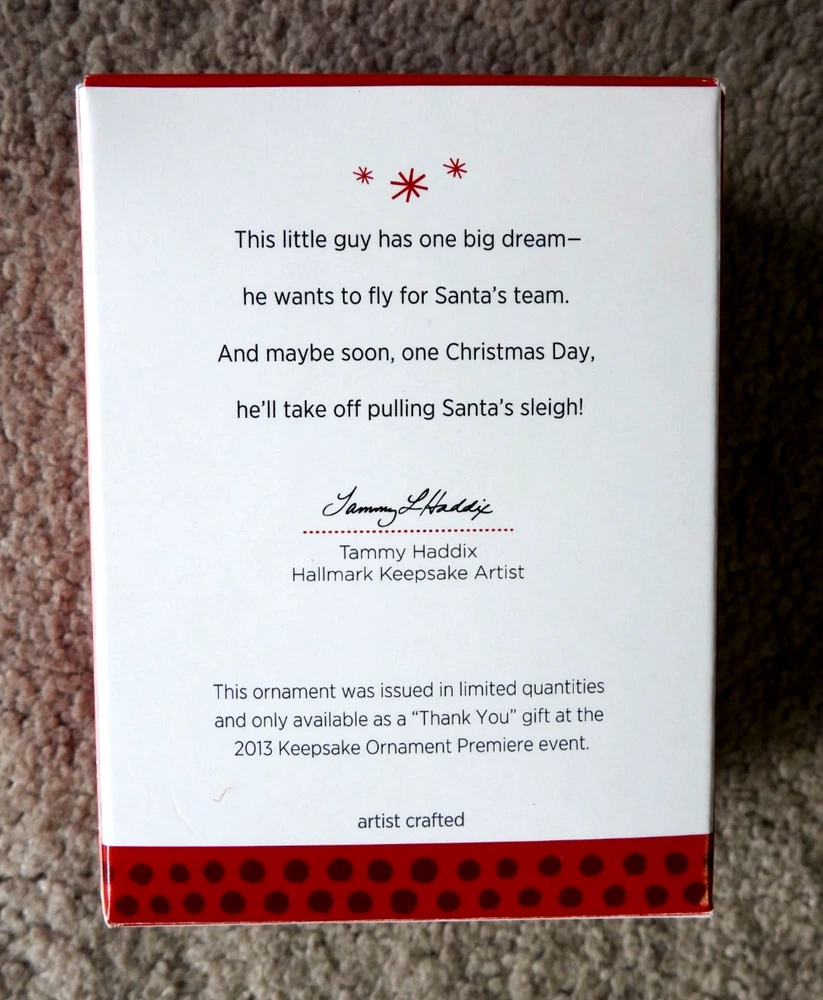 This little guy has one big dream—
he wants to fly for Santa's team.
And maybe soon, one Christmas Day,
he'll take off pulling Santa's sleigh!
Tammy L Haddix
Tammy Haddix
Hallmark Keepsake Artist
This ornament was issued in limited quantities
and only available as a “Thank You” gift at the
2013 Keepsake Ornament Premiere event.
artist crafted